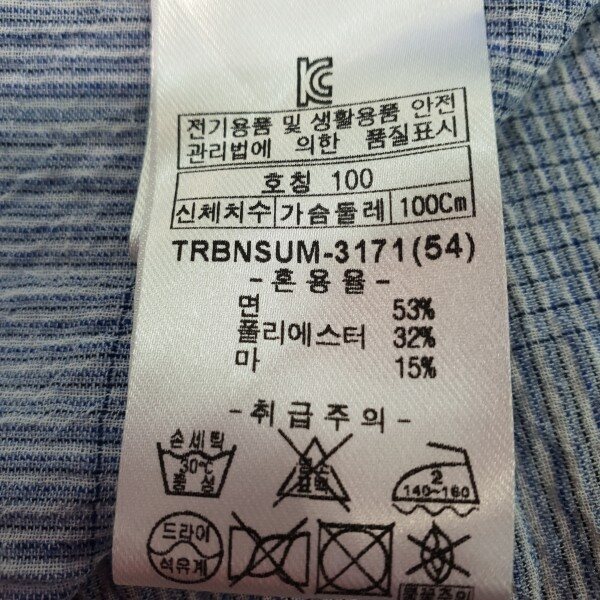 전기용품 및 생활용품 안전
관리법에 의한 품질표시
호칭 100
신체치수 가슴둘레 100Cm
TRBNSUM-3171(54)
-혼용율-
면 53%
폴리에스터 32%
마 15%
-취급주의-
손세탁
30℃
중성
2
140~160
드라이
석유계